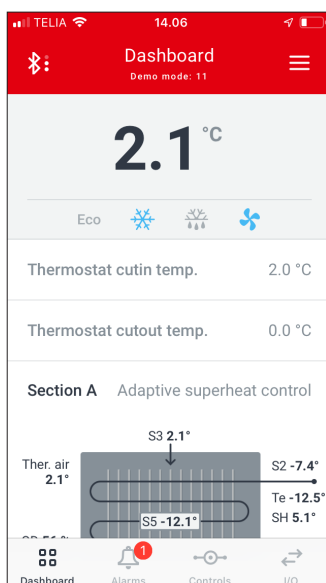 TELIA 14.06
Dashboard
Demo mode: 11
2.1 °C
Eco
Thermostat cutin temp. 2.0 °C
Thermostat cutout temp. 0.0 °C
Section A Adaptive superheat control
S3 2.1°
Ther. air
2.1°
S2 -7.4°
Te -12.5°
SH 5.1°
S5 -12.1°
1
Dashboard Alarms Controls I/O